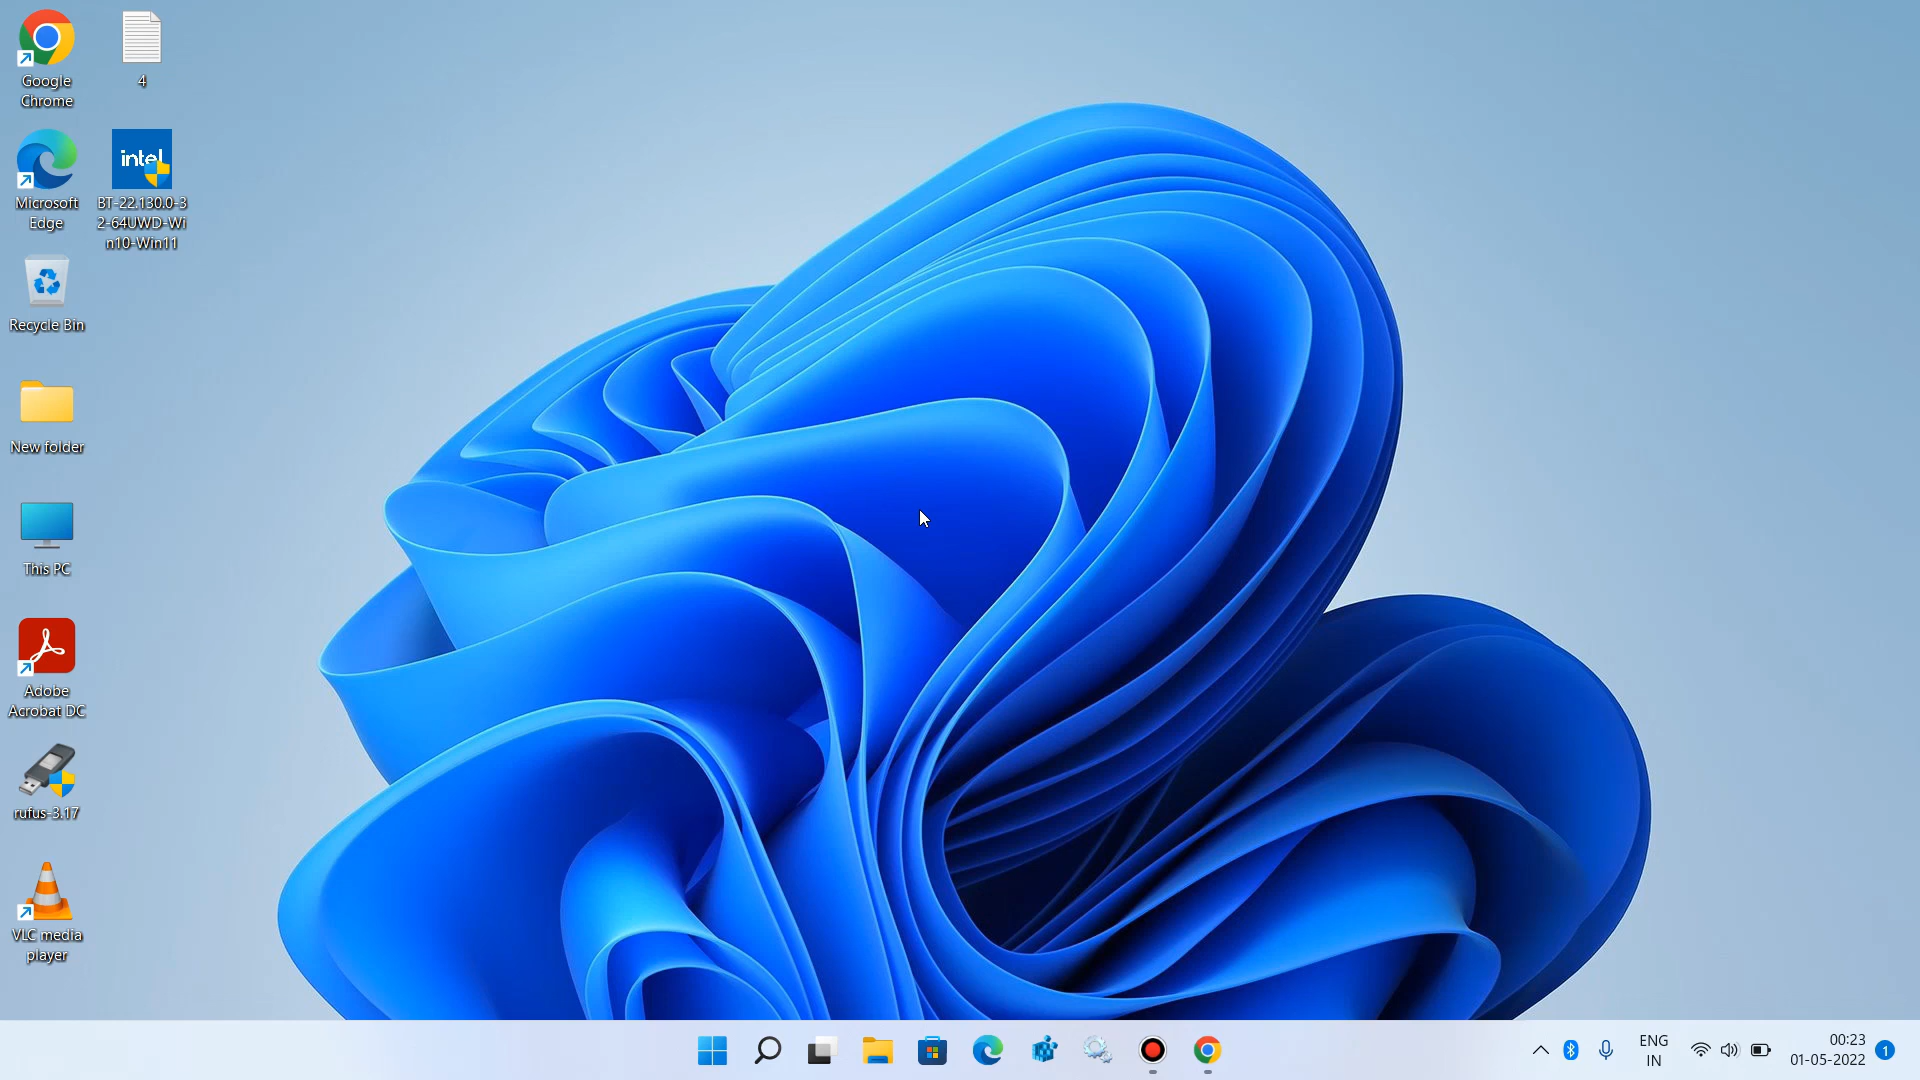 Google
Chrome
4
Microsoft
Edge
intel
BT-22.130.0-3
2-64UWD-Wi
n10-Win11
Recycle Bin
New folder
This PC
Adobe
Acrobat DC
rufus-3.17
VLC media
player
ENG
IN
00:23
01-05-2022
1